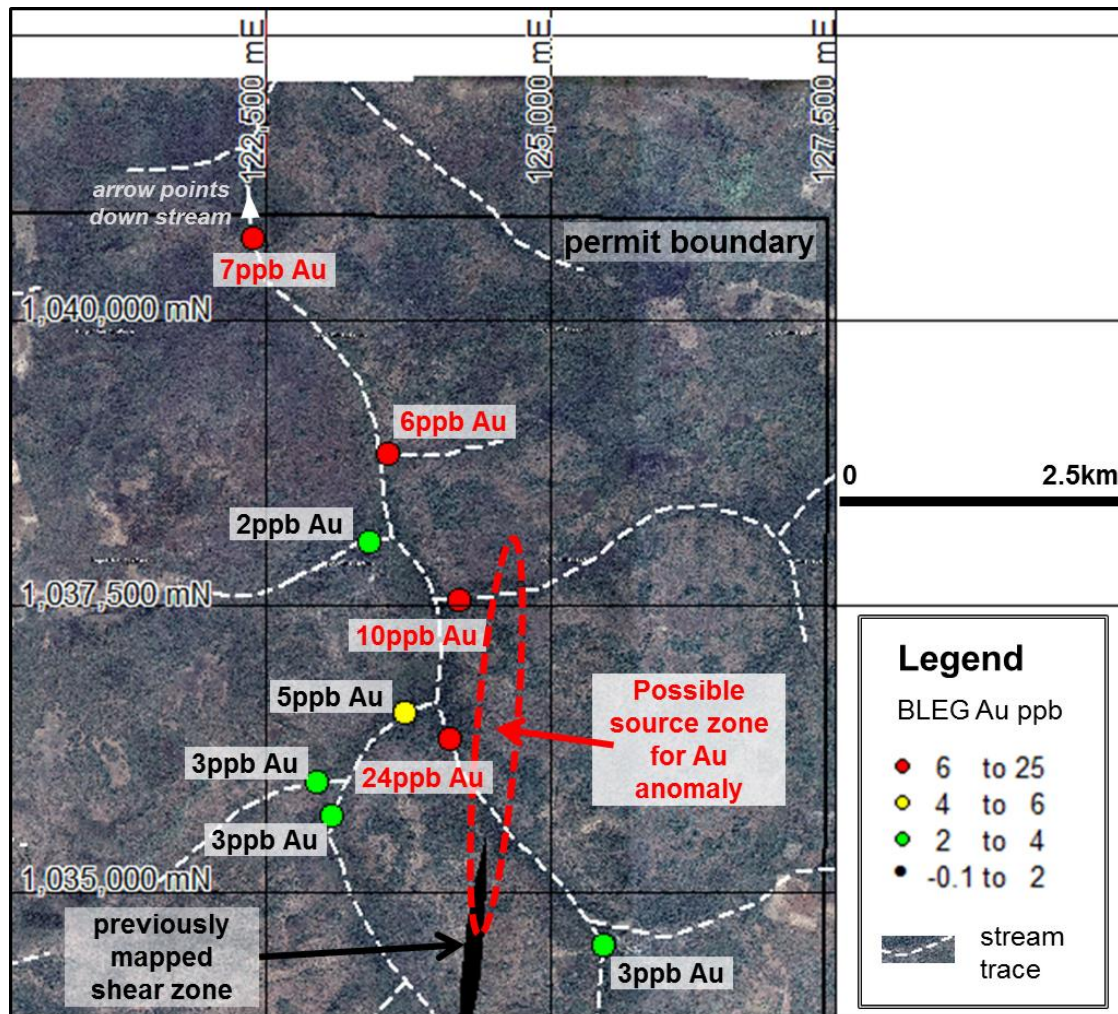 122,500 mE
125,000 mE
127,500 mE
arrow points
down stream
permit boundary
7ppb Au
1,040,000 mN
6ppb Au
0 2.5km
2ppb Au
1,037,500 mN
10ppb Au
5ppb Au
Possible
source zone
for Au
anomaly
3ppb Au
24ppb Au
3ppb Au
1,035,000 mN
previously
mapped
shear zone
3ppb Au
Legend
BLEG Au ppb
6 to 25
4 to 6
2 to 4
-0.1 to 2
stream
trace